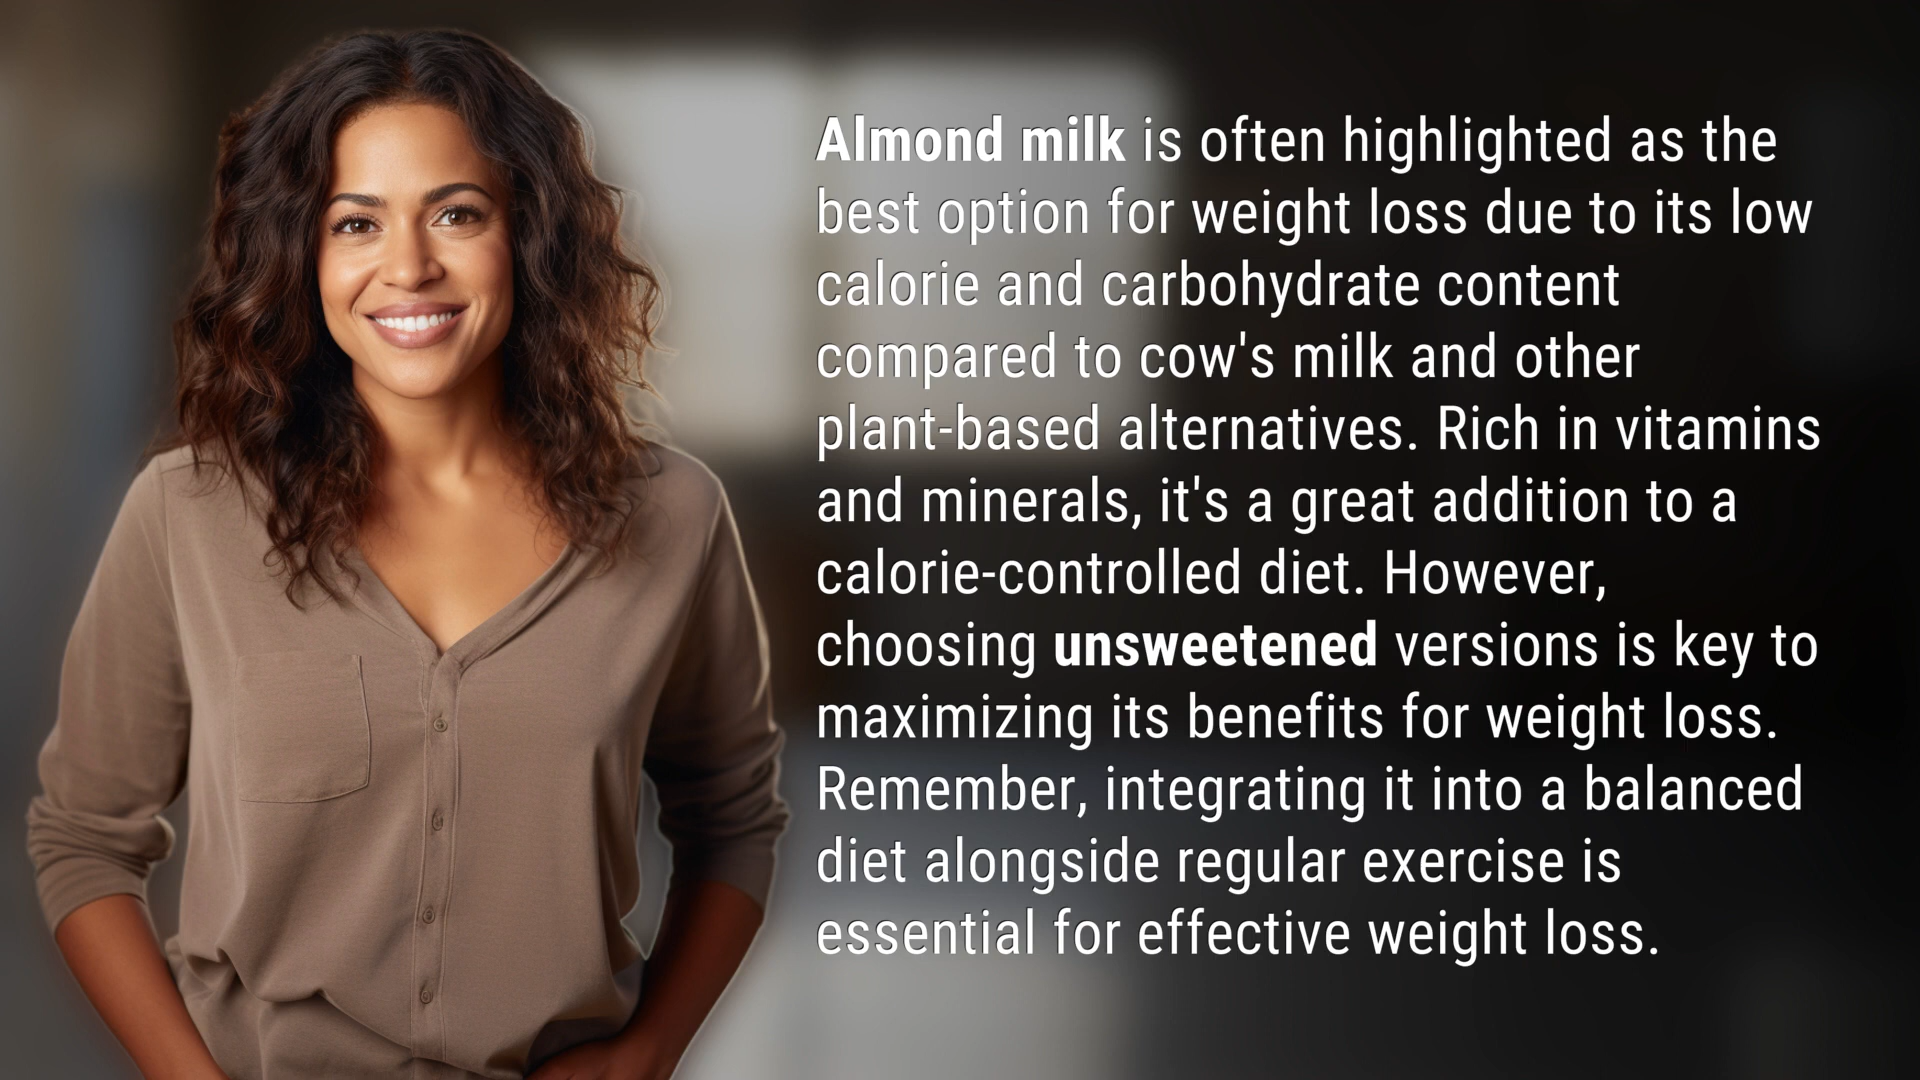 Almond milk is often highlighted as the
best option for weight loss due to its low
calorie and carbohydrate content
compared to cow's milk and other
plant-based alternatives. Rich in vitamins
and minerals, it's a great addition to a
calorie-controlled diet. However,
choosing unsweetened versions is key to
maximizing its benefits for weight loss.
Remember, integrating it into a balanced
diet alongside regular exercise is
essential for effective weight loss.